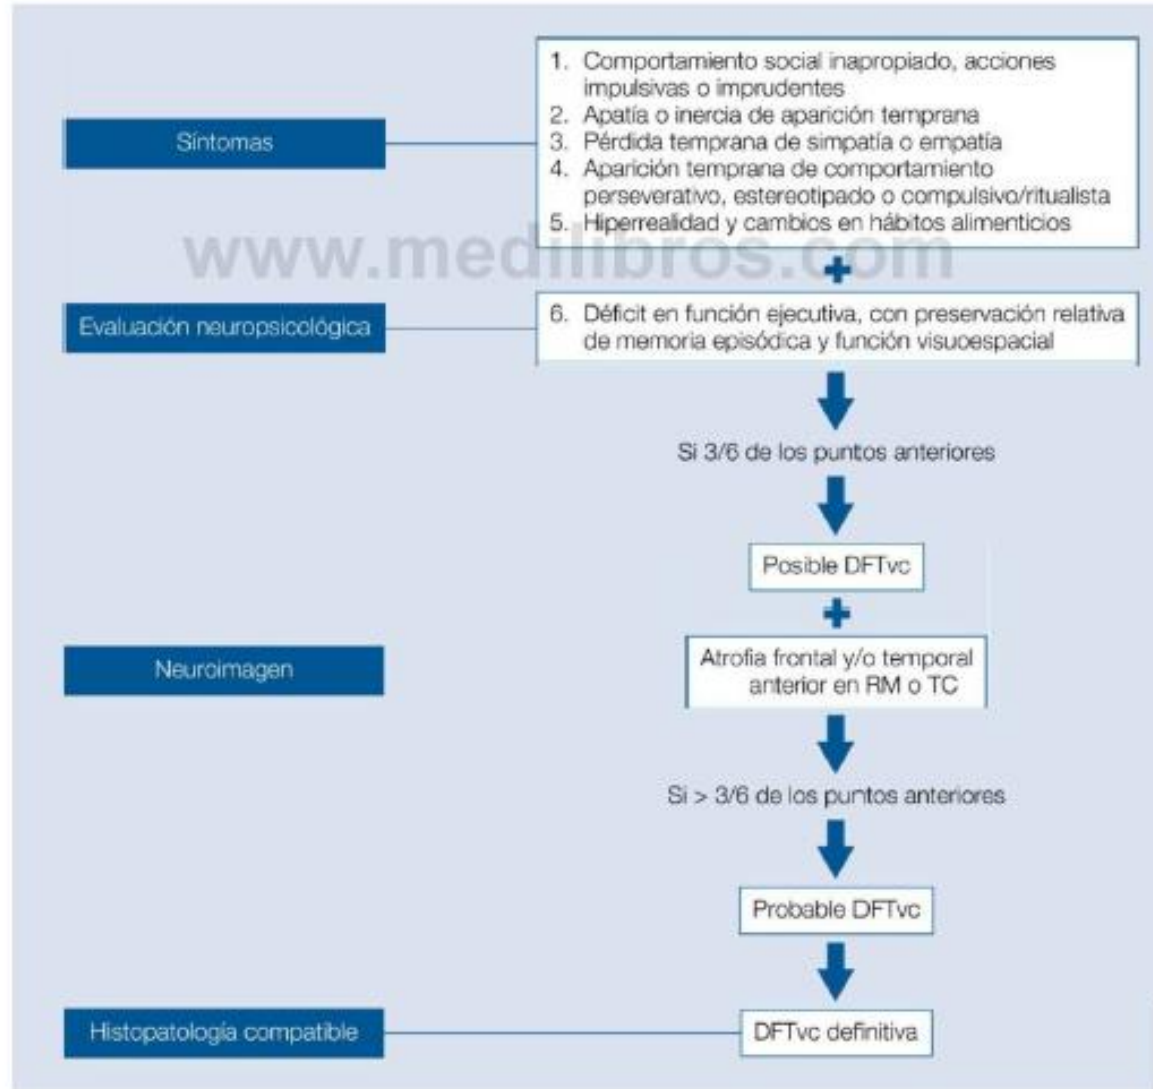 1. Comportamiento social inapropiado, acciones
impulsivas o imprudentes
2. Apatía o inercia de aparición temprana
Síntomas
3. Pérdida temprana de simpatía o empatía
4. Aparición temprana de comportamiento
perseverativo, estereotipado o compulsivo/ritualista
5. Hiperrealidad y cambios en hábitos alimenticios
www.medilibros.com
+
Evaluación neuropsicológica
6. Déficit en función ejecutiva, con preservación relativa
de memoria episódica y función visuoespacial
Si 3/6 de los puntos anteriores
Posible DFTvc
+
Neuroimagen
Atrofia frontal y/o temporal
anterior en RM o TC
Si > 3/6 de los puntos anteriores
Probable DFTvc
Histopatología compatible
DFTvc definitiva